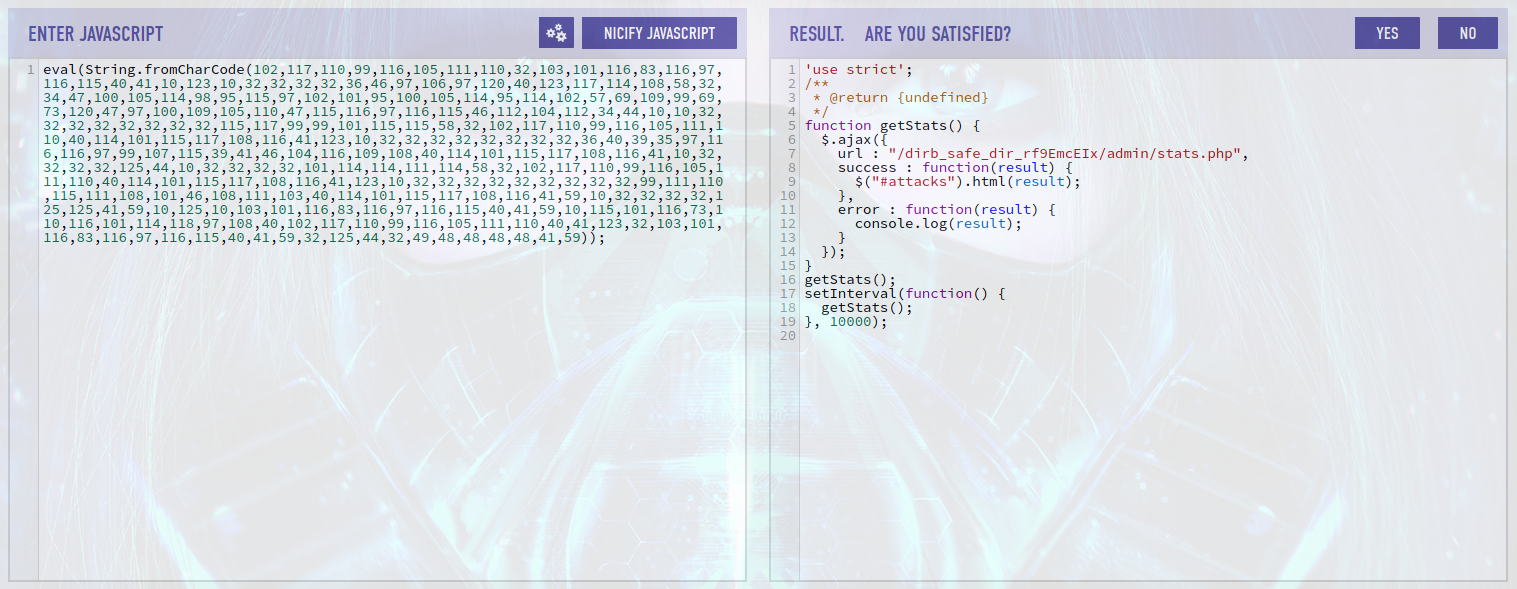 ENTER JAVASCRIPT
NICIFY JAVASCRIPT
1 eval(String.fromCharCode(102,117,110,99,116,105,111,110,32,103,101,116,83,116,97,
116,115,40,41,10,123,10,32,32,32,32,36,46,97,106,97,120,40,123,117,114,108,58,32,
34,47,100,105,114,98,95,115,97,102,101,95,100,105,114,95,114,102,57,69,109,99,69,
73,120,47,97,100,109,105,110,47,115,116,97,116,115,46,112,104,112,34,44,10,10,32,
32,32,32,32,32,32,32,115,117,99,99,101,115,115,58,32,102,117,110,99,116,105,111,1
10,40,114,101,115,117,108,116,41,123,10,32,32,32,32,32,32,32,32,32,36,40,39,35,97,11
6,116,97,99,107,115,39,41,46,104,116,109,108,40,114,101,115,117,108,116,41,10,32,
32,32,32,125,44,10,32,32,32,32,101,114,114,111,114,58,32,102,117,110,99,116,105,1
11,110,40,114,101,115,117,108,116,41,123,10,32,32,32,32,32,32,32,32,32,99,111,110
,115,111,108,101,46,108,111,103,40,114,101,115,117,108,116,41,59,10,32,32,32,32,1
25,125,41,59,10,125,10,103,101,116,83,116,97,116,115,40,41,59,10,115,101,116,73,1
10,116,101,114,118,97,108,40,102,117,110,99,116,105,111,110,40,41,123,32,103,101,
116,83,116,97,116,115,40,41,59,32,125,44,32,49,48,48,48,48,41,59));
RESULT. ARE YOU SATISFIED?
YES
NO
1 'use strict';
2 /**
3  * @return {undefined}
4  */
5 function getStats() {
6   $.ajax({
7     url : "/dirb_safe_dir_rf9EmcEIx/admin/stats.php",
8     success : function(result) {
9       $("#attacks").html(result);
10     },
11     error : function(result) {
12       console.log(result);
13     }
14   });
15 }
16 getStats();
17 setInterval(function() {
18   getStats();
19 }, 10000);
20